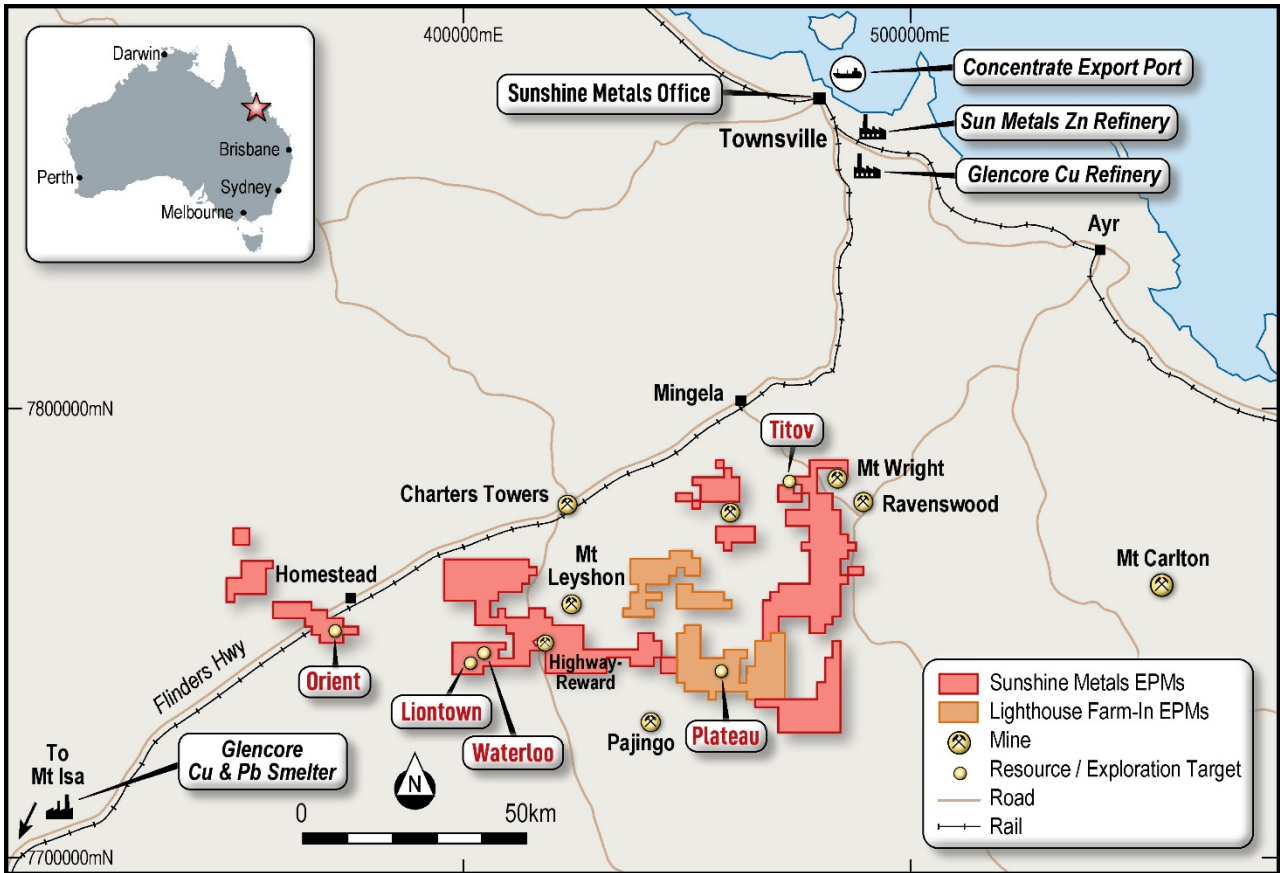 400000mE
500000mE
Darwin
Brisbane
Perth
Sydney
Melbourne
Sunshine Metals Office
Concentrate Export Port
Sun Metals Zn Refinery
Townsville
Glencore Cu Refinery
Ayr
7800000mN
Mingela
Titov
Mt Wright
Ravenswood
Charters Towers
Mt Carlton
Mt
Leyshon
Homestead
Highway-
Reward
Orient
Flinders Hwy
Liontown
Waterloo
Pajingo
Plateau
To
Mt Isa
Glencore
Cu & Pb Smelter
N
0 50km
7700000mN
Sunshine Metals EPMs
Lighthouse Farm-In EPMs
Mine
Resource / Exploration Target
Road
Rail